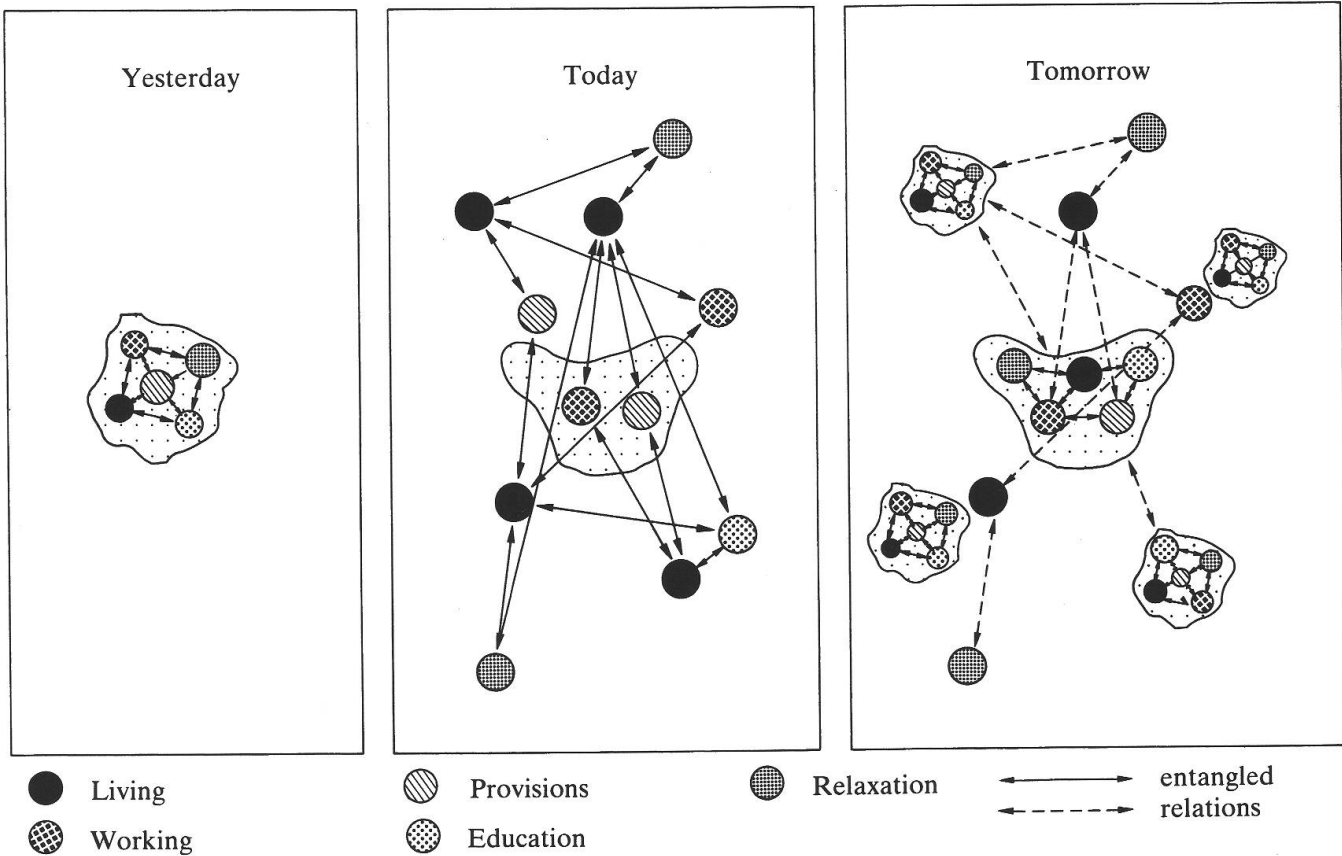 Yesterday
Today
Tomorrow
Living
Provisions
Relaxation
entangled
relations
Working
Education